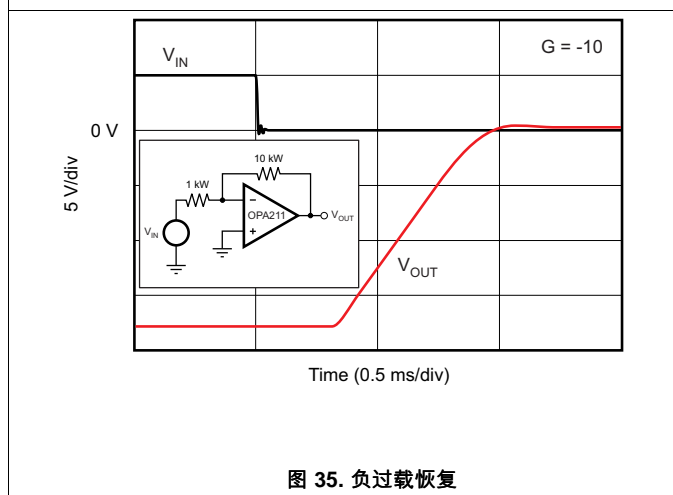 V_IN
G = -10
0 V
5 V/div
10 kW
1 kW
OPA211
V_IN
V_OUT
V_OUT
Time (0.5 ms/div)
图 35. 负过载恢复